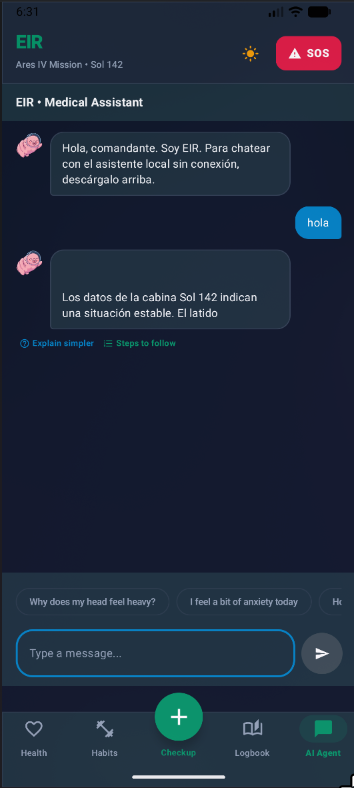 6:31
EIR
Ares IV Mission • Sol 142
SOS
EIR • Medical Assistant
Hola, comandante. Soy EIR. Para chatear
con el asistente local sin conexión,
descárgalo arriba.
hola
Los datos de la cabina Sol 142 indican
una situación estable. El latido
Explain simpler
Steps to follow
Why does my head feel heavy?
I feel a bit of anxiety today
Type a message...
Health
Habits
Checkup
Logbook
AI Agent